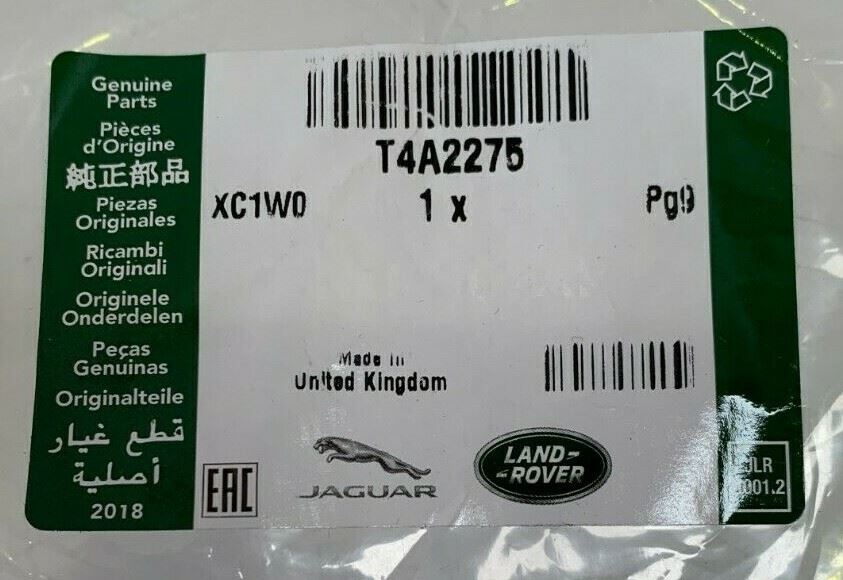 Genuine
Parts
Pièces
d'Origine
純正部品
Piezas
Originales
Ricambi
Originali
Originele
Onderdelen
Peças
Genuinas
Originalteile
قطع غيار
أصلية
2018
T4A2275
XC1W0
1 x
Pg9
Made in
United Kingdom
EAC
JAGUAR
LAND-
-ROVER
JLR